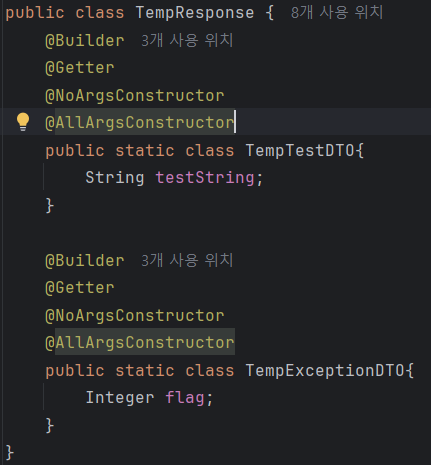 public class TempResponse { 8개 사용 위치
@Builder 3개 사용 위치
@Getter
@NoArgsConstructor
@AllArgsConstructor
public static class TempTestDTO{
String testString;
}
@Builder 3개 사용 위치
@Getter
@NoArgsConstructor
@AllArgsConstructor
public static class TempExceptionDTO{
Integer flag;
}
}